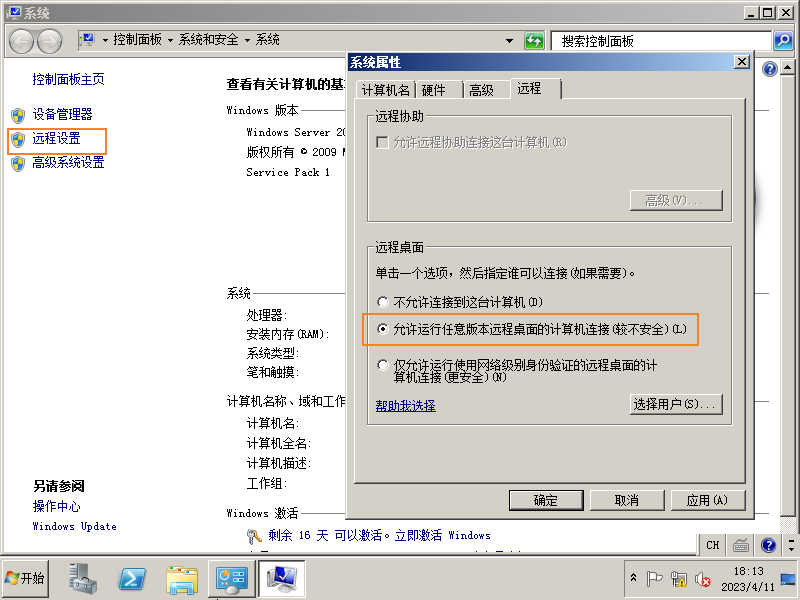 系统
控制面板 系统和安全 系统
搜索控制面板
控制面板主页
设备管理器
远程设置
高级系统设置
另请参阅
操作中心
Windows Update
查看有关计算机的基
Windows 版本
Windows Server 20
版权所有 © 2009
Service Pack 1
系统
处理器:
安装内存(RAM):
系统类型:
笔和触摸:
计算机名称、域和工作
计算机名:
计算机全名:
计算机描述:
工作组:
Windows 激活
剩余 16 天 可以激活。立即激活 Windows
系统属性
计算机名 硬件 高级 远程
远程协助
允许远程协助连接这台计算机(R)
高级(V)...
远程桌面
单击一个选项，然后指定谁可以连接(如果需要)。
不允许连接到这台计算机(D)
允许运行任意版本远程桌面的计算机连接(较不安全)(L)
仅允许运行使用网络级别身份验证的远程桌面的计
算机连接(更安全)(N)
帮助我选择
选择用户(S)...
确定 取消 应用(A)
CH
开始
18:13
2023/4/11